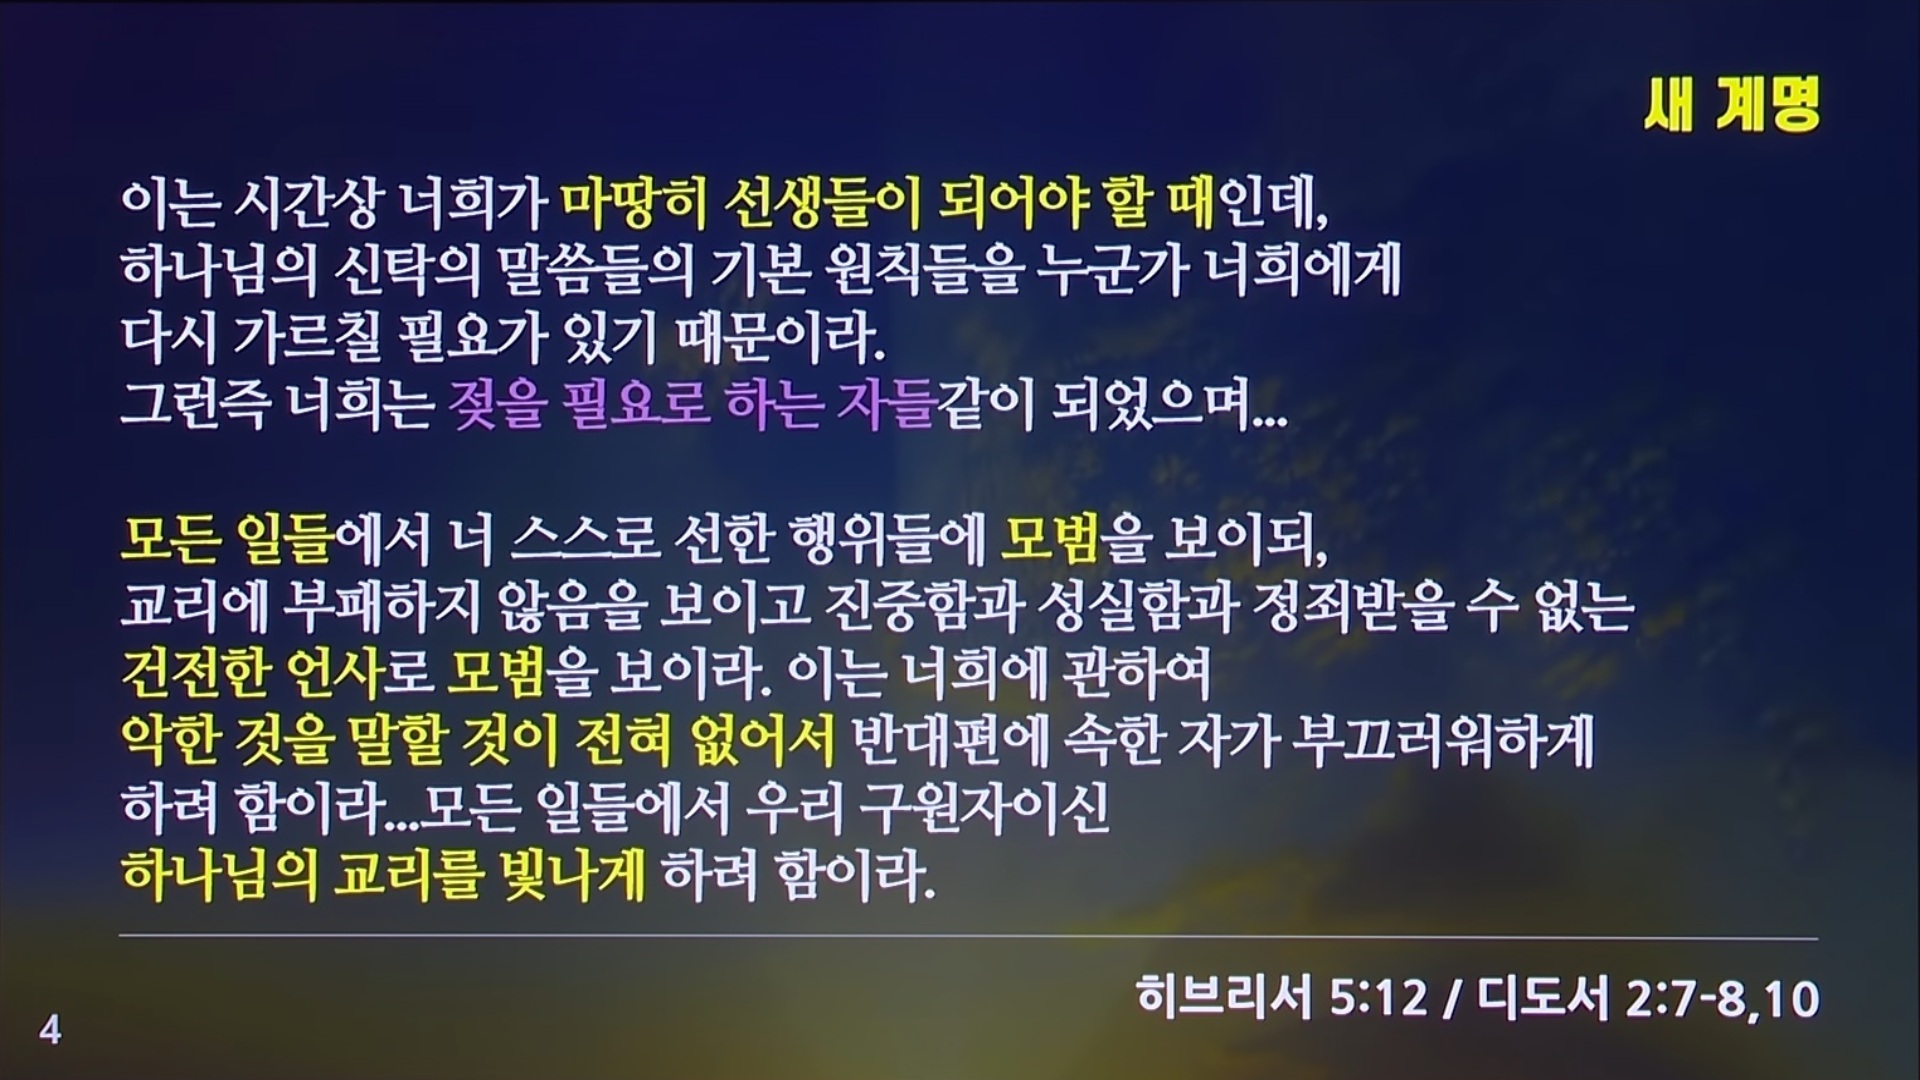 새 계명
이는 시간상 너희가 마땅히 선생들이 되어야 할 때인데,
하나님의 신탁의 말씀들의 기본 원칙들을 누군가 너희에게
다시 가르칠 필요가 있기 때문이라.
그런즉 너희는 젖을 필요로 하는 자들같이 되었으며...
모든 일들에서 너 스스로 선한 행위들에 모범을 보이되,
교리에 부패하지 않음을 보이고 진중함과 성실함과 정죄받을 수 없는
건전한 언사로 모범을 보이라. 이는 너희에 관하여
악한 것을 말할 것이 전혀 없어서 반대편에 속한 자가 부끄러워하게
하려 함이라...모든 일들에서 우리 구원자이신
하나님의 교리를 빛나게 하려 함이라.
히브리서 5:12 / 디도서 2:7-8,10
4